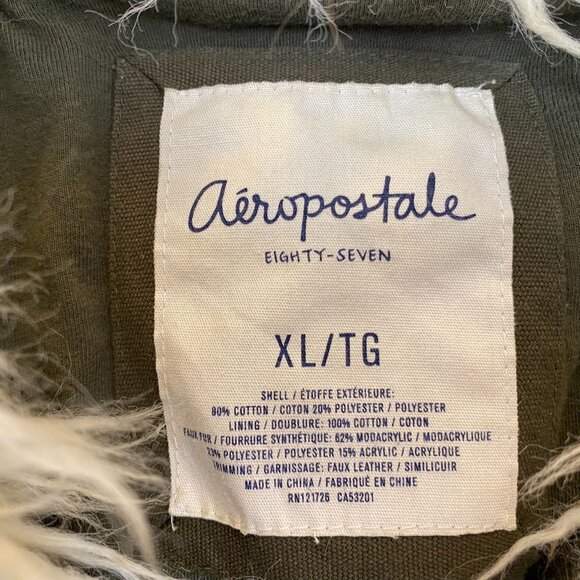 Aéropostale
EIGHTY-SEVEN
XL/TG
SHELL / ÉTOFFE EXTÉRIEURE:
80% COTTON / COTON 20% POLYESTER / POLYESTER
LINING / DOUBLURE: 100% COTTON / COTON
FAUX FUR / FOURRURE SYNTHÉTIQUE: 62% MODACRYLIC / MODACRYLIQUE
23% POLYESTER / POLYESTER 15% ACRYLIC / ACRYLIQUE
TRIMMING / GARNISSAGE: FAUX LEATHER / SIMILICUIR
MADE IN CHINA / FABRIQUÉ EN CHINE
RN121726 CA53201